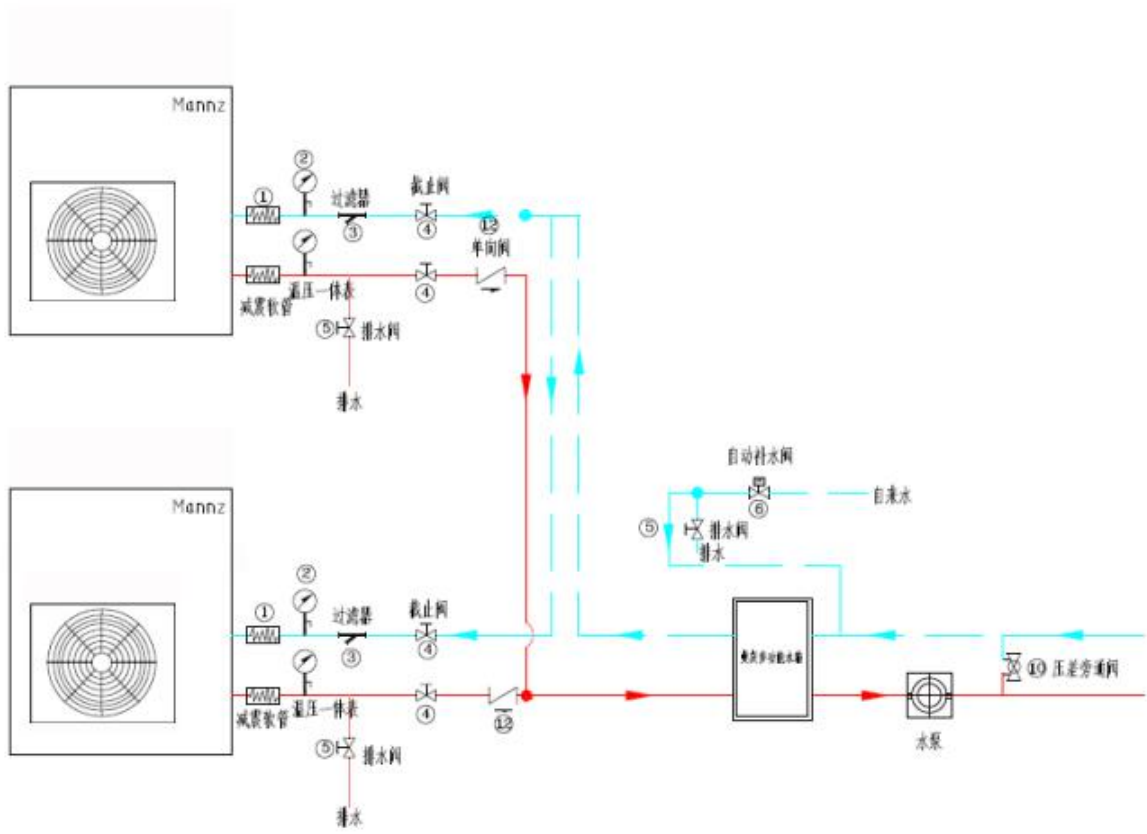 Mannz
②
①
过滤器
截止阀
③
④
⑫
单向阀
④
减震软管
温压一体表
⑤
排水阀
排水
Mannz
自动补水阀
⑥
自来水
⑤
排水阀
排水
②
①
过滤器
截止阀
③
④
④
⑫
减震软管
温压一体表
⑤
排水阀
排水
⑩ 压差旁通阀
水泵